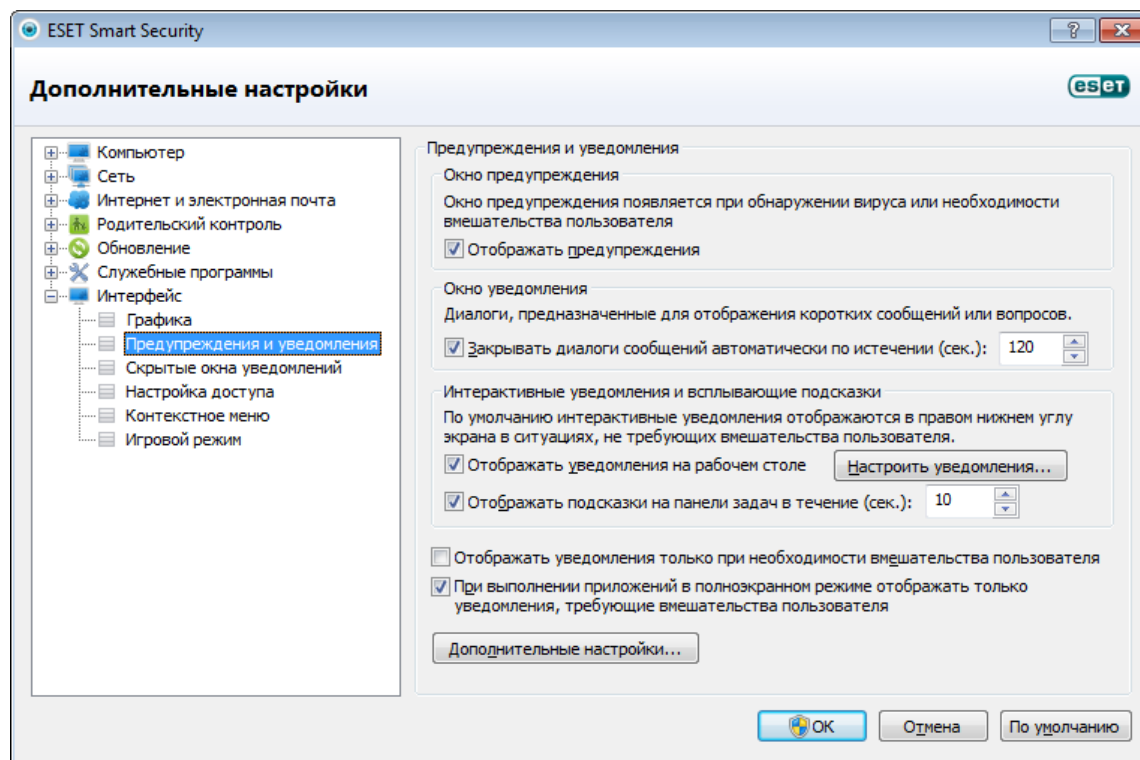 ESET Smart Security
Дополнительные настройки
eset
Компьютер
Сеть
Интернет и электронная почта
Родительский контроль
Обновление
Служебные программы
Интерфейс
Графика
Предупреждения и уведомления
Скрытые окна уведомлений
Настройка доступа
Контекстное меню
Игровой режим
Предупреждения и уведомления
Окно предупреждения
Окно предупреждения появляется при обнаружении вируса или необходимости
вмешательства пользователя
Отображать предупреждения
Окно уведомления
Диалоги, предназначенные для отображения коротких сообщений или вопросов.
Закрывать диалоги сообщений автоматически по истечении (сек.): 120
Интерактивные уведомления и всплывающие подсказки
По умолчанию интерактивные уведомления отображаются в правом нижнем углу
экрана в ситуациях, не требующих вмешательства пользователя.
Отображать уведомления на рабочем столе Настроить уведомления...
Отображать подсказки на панели задач в течение (сек.): 10
Отображать уведомления только при необходимости вмешательства пользователя
При выполнении приложений в полноэкранном режиме отображать только
уведомления, требующие вмешательства пользователя
Дополнительные настройки...
OK Отмена По умолчанию